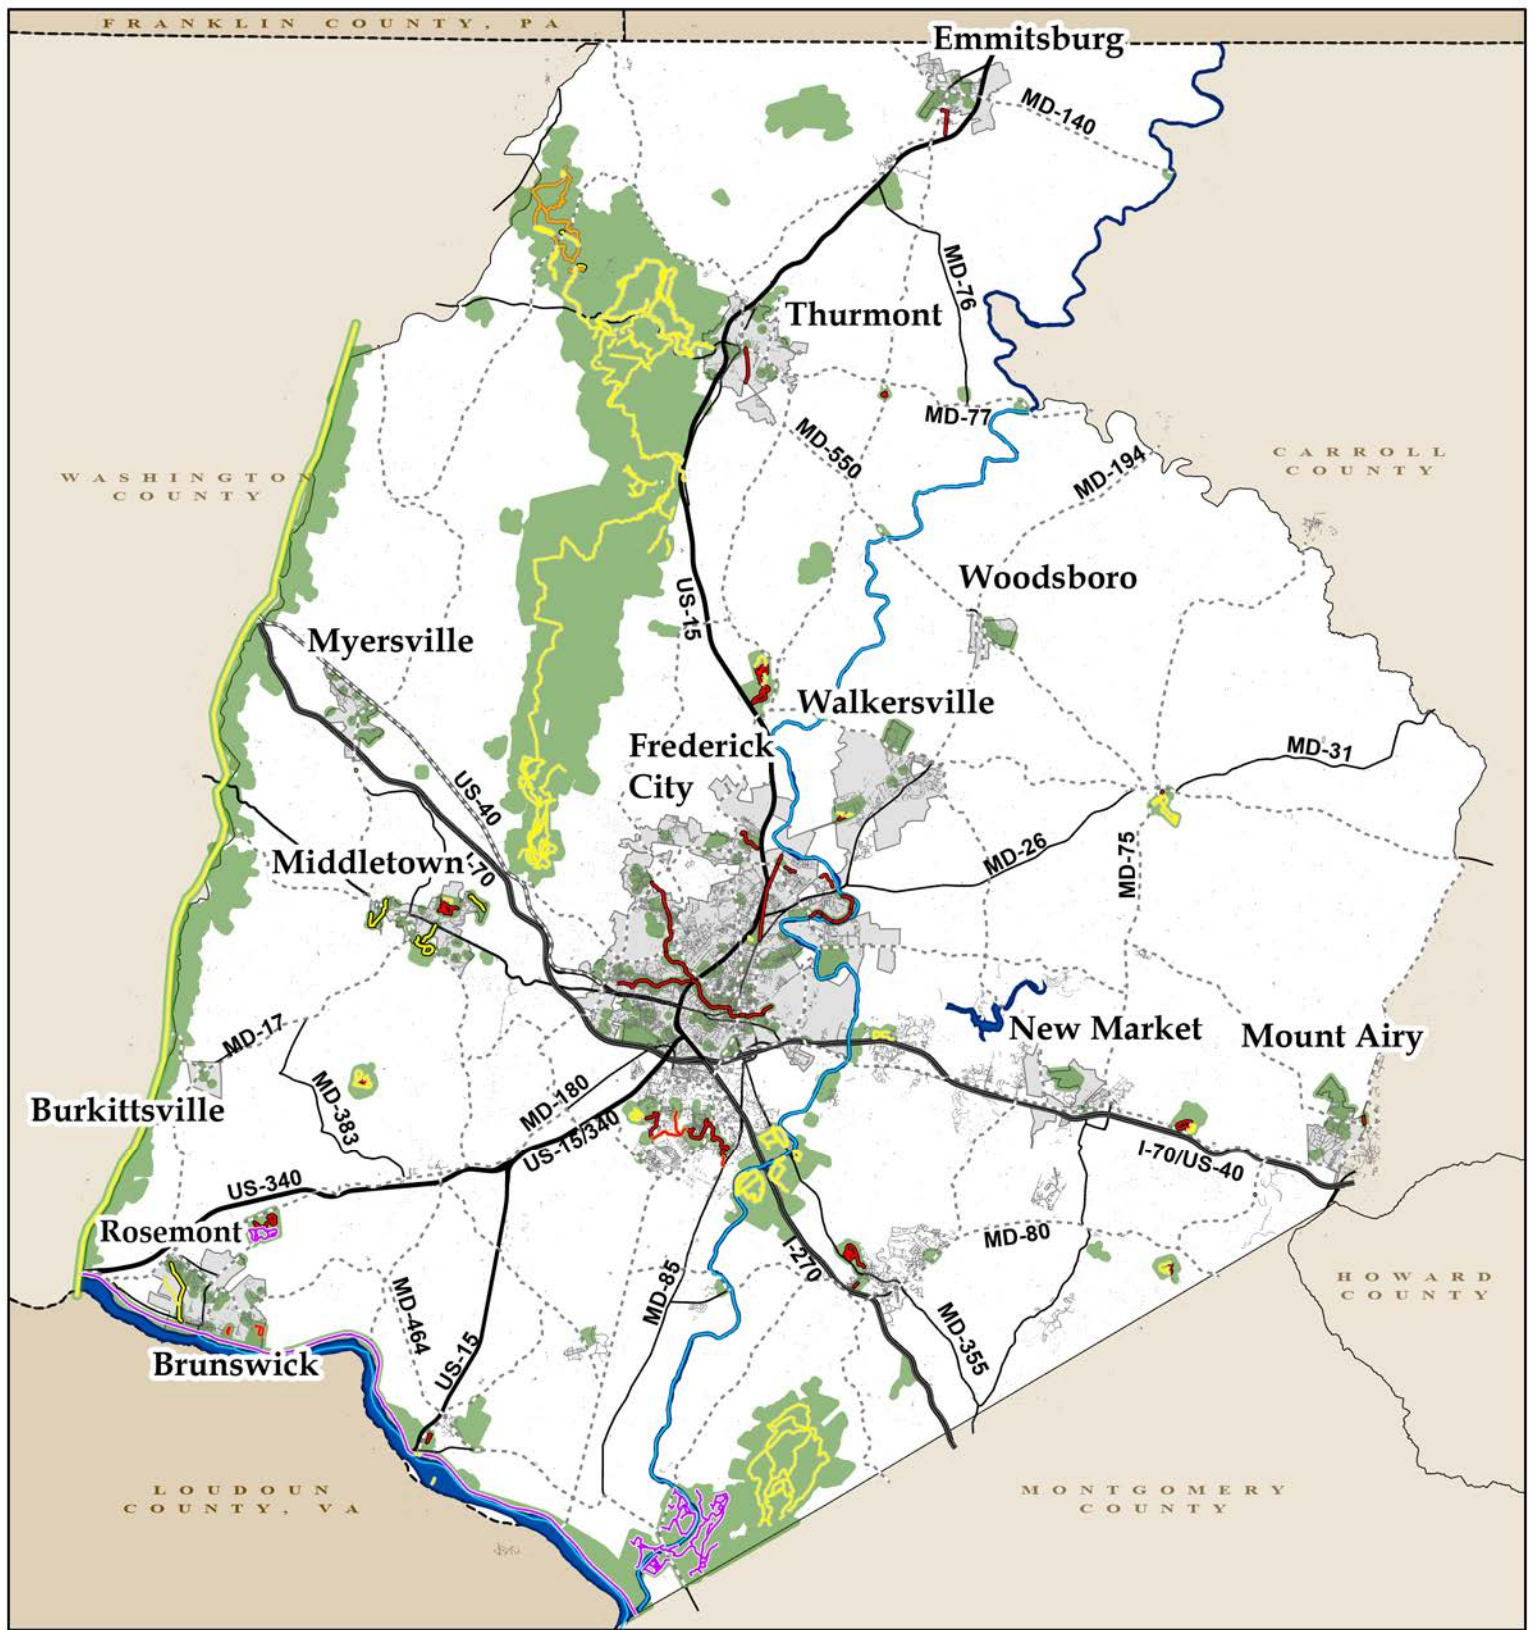 FRANKLIN COUNTY, PA
Emmitsburg
MD-140
MD-76
Thurmont
MD-77
MD-550
MD-194
CARROLL
COUNTY
WASHINGTON
COUNTY
Woodsboro
US-15
Myersville
Walkersville
Frederick
City
MD-31
US-40
MD-26
MD-75
Middletown
I-70
New Market
Mount Airy
MD-17
MD-383
MD-180
US-15/340
Burkittsville
I-70/US-40
US-340
Rosemont
MD-80
I-270
MD-85
MD-464
US-15
MD-355
HOWARD
COUNTY
Brunswick
LOUDOUN
COUNTY, VA
MONTGOMERY
COUNTY